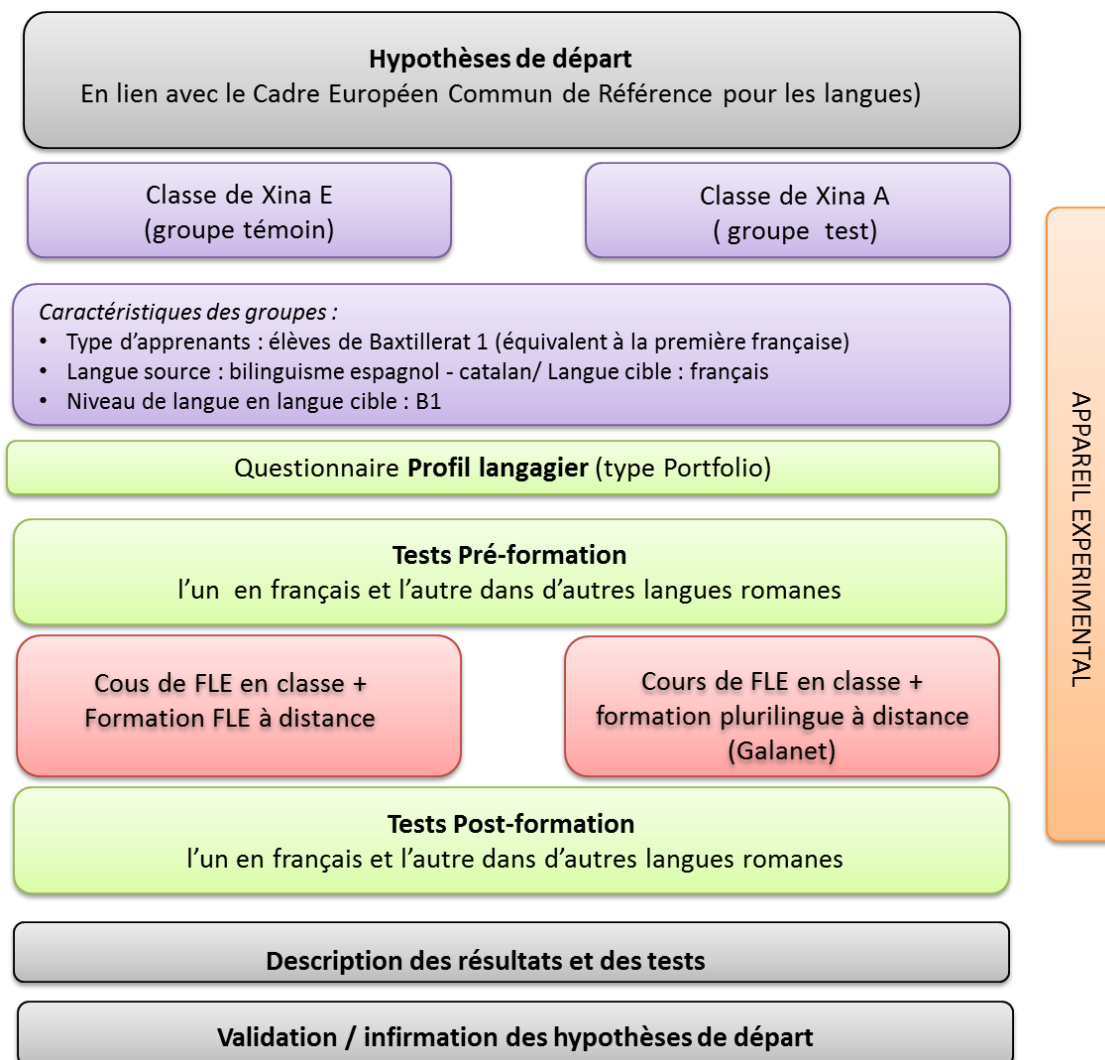 Hypothèses de départ
En lien avec le Cadre Européen Commun de Référence pour les langues)
Classe de Xina E
(groupe témoin)
Classe de Xina A
( groupe test)
Caractéristiques des groupes :
• Type d'apprenants : élèves de Baxtillerat 1 (équivalent à la première française)
• Langue source : bilinguisme espagnol - catalan/ Langue cible : français
• Niveau de langue en langue cible : B1
Questionnaire Profil langagier (type Portfolio)
Tests Pré-formation
l'un en français et l'autre dans d'autres langues romanes
Cous de FLE en classe +
Formation FLE à distance
Cours de FLE en classe +
formation plurilingue à distance
(Galanet)
Tests Post-formation
l'un en français et l'autre dans d'autres langues romanes
Description des résultats et des tests
Validation / infirmation des hypothèses de départ
APPAREIL EXPERIMENTAL